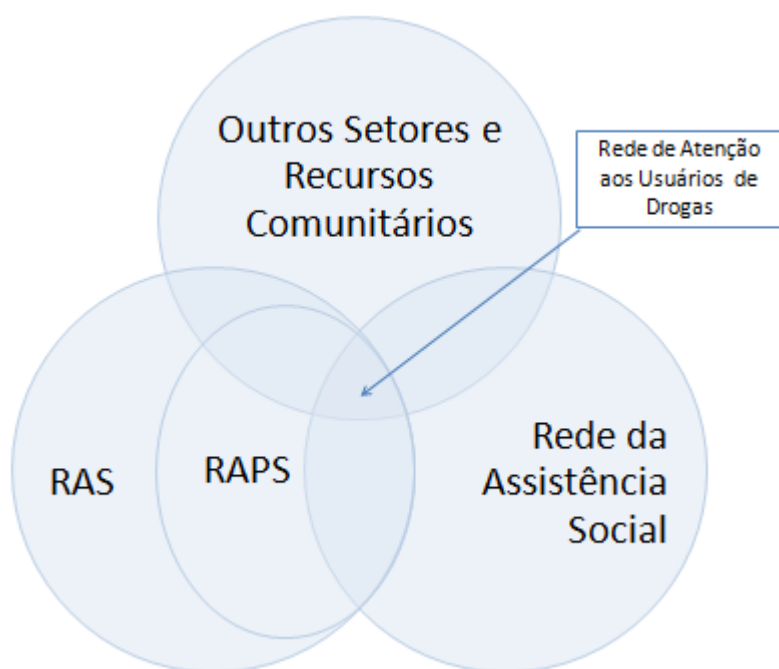 Outros Setores e
Recursos
Comunitários
Rede de Atenção
aos Usuários de
Drogas
RAS
RAPS
Rede da
Assistência
Social